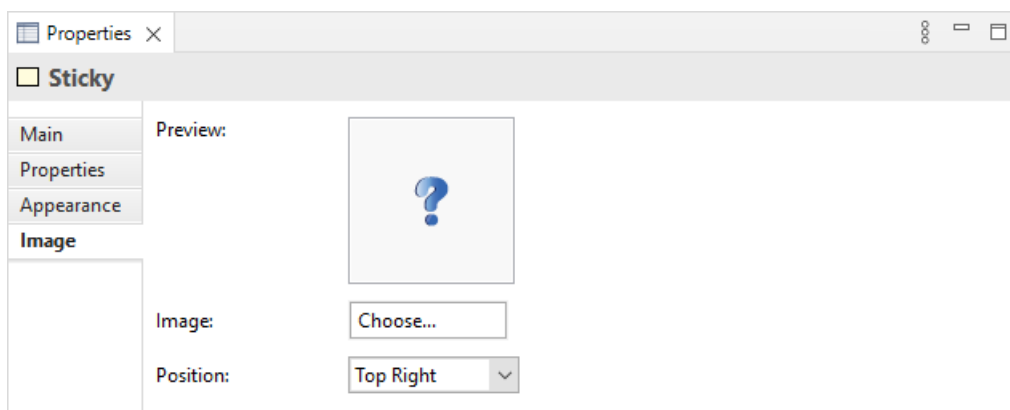 Properties
Sticky
Main
Properties
Appearance
Image
Preview:
?
Image:
Choose...
Position:
Top Right